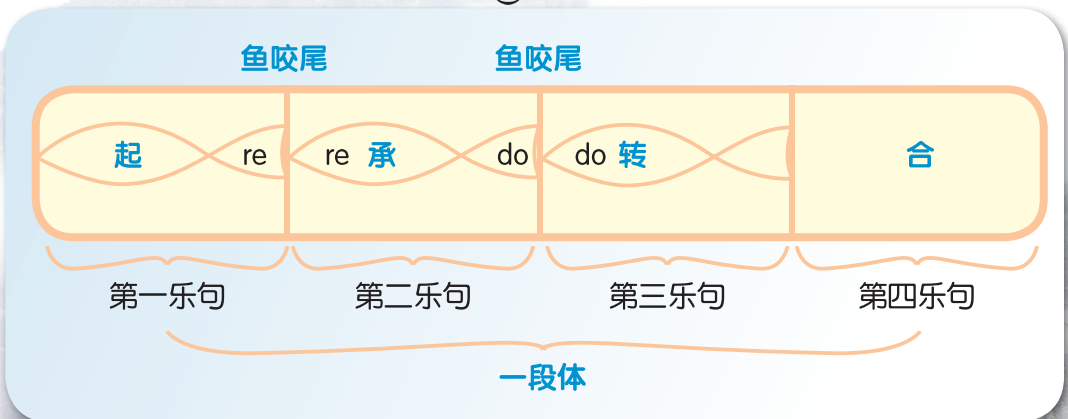 鱼咬尾 鱼咬尾
起 re re 承 do do 转 合
第一乐句 第二乐句 第三乐句 第四乐句
一段体